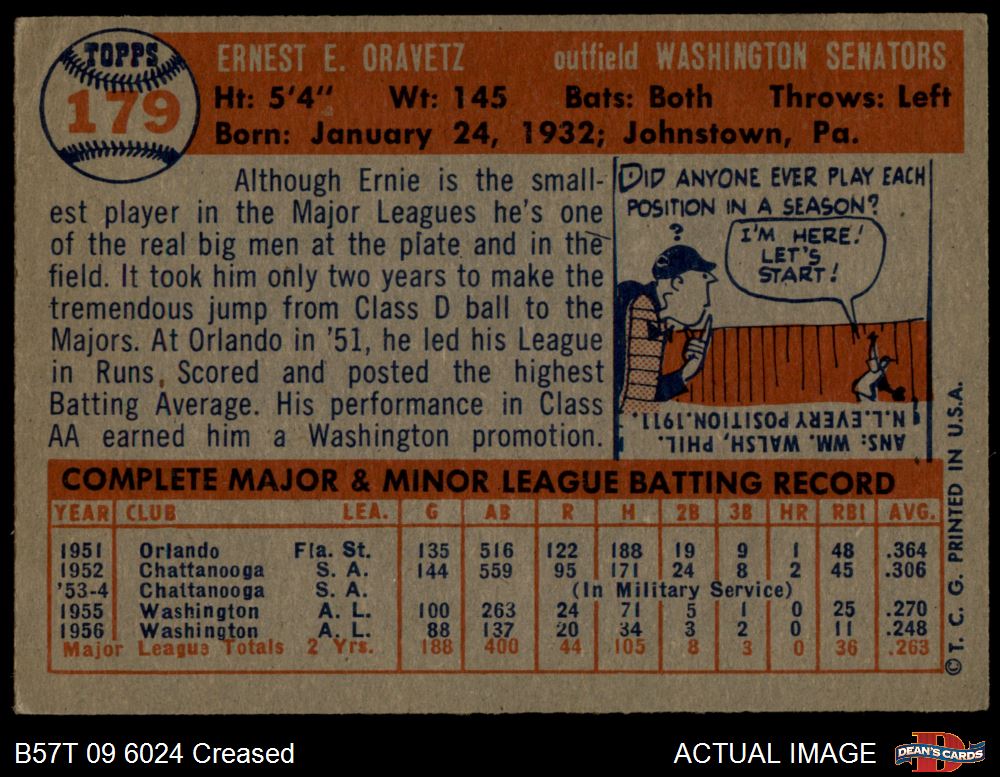 TOPPS
179
ERNEST E. ORAVETZ outfield WASHINGTON SENATORS
Ht: 5'4" Wt: 145 Bats: Both Throws: Left
Born: January 24, 1932; Johnstown, Pa.
Although Ernie is the small-
est player in the Major Leagues he's one
of the real big men at the plate and in the
field. It took him only two years to make the
tremendous jump from Class D ball to the
Majors. At Orlando in '51, he led his League
in Runs Scored and posted the highest
Batting Average. His performance in Class
AA earned him a Washington promotion.
DID ANYONE EVER PLAY EACH
POSITION IN A SEASON?
?
I'M HERE!
LET'S
START!
ANS: WM. WALSH, PHIL.
N.L. EVERY POSITION. 1911.
COMPLETE MAJOR & MINOR LEAGUE BATTING RECORD
YEAR CLUB LEA. G AB R H 2B 3B HR RBI AVG.
1951 Orlando Fla. St. 135 516 122 188 19 9 1 48 .364
1952 Chattanooga S. A. 144 559 95 171 24 8 2 45 .306
'53-4 Chattanooga S. A. (In Military Service)
1955 Washington A. L. 100 263 24 71 5 1 0 25 .270
1956 Washington A. L. 88 137 20 34 3 2 0 11 .248
Major League Totals 2 Yrs. 188 400 44 105 8 3 0 36 .263
© T. C. G. PRINTED IN U.S.A.
B57T 09 6024 Creased
ACTUAL IMAGE
DEAN'S CARDS